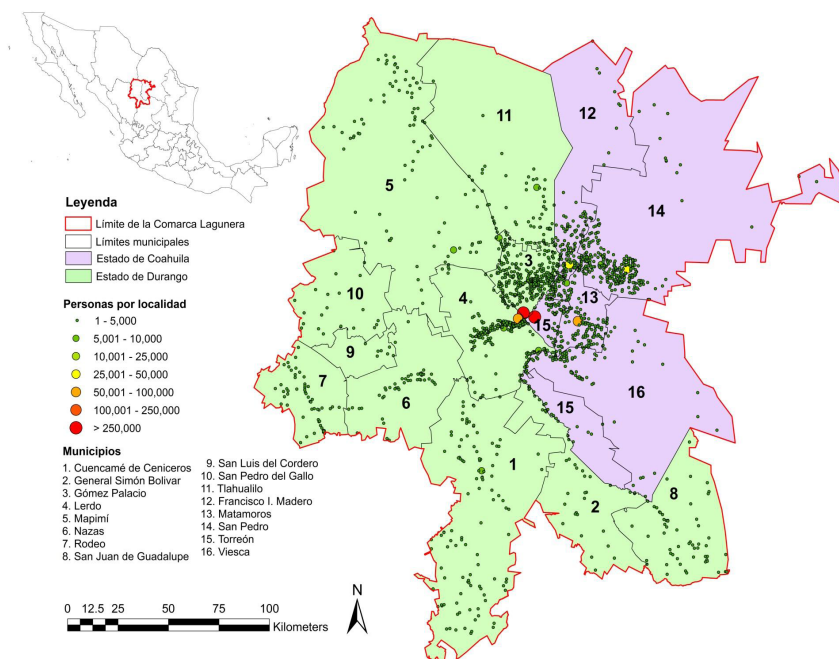 Leyenda
Límite de la Comarca Lagunera
Límites municipales
Estado de Coahuila
Estado de Durango
Personas por localidad
1 - 5,000
5,001 - 10,000
10,001 - 25,000
25,001 - 50,000
50,001 - 100,000
100,001 - 250,000
> 250,000
Municipios
1. Cuencamé de Ceniceros
2. General Simón Bolivar
3. Gómez Palacio
4. Lerdo
5. Mapimí
6. Nazas
7. Rodeo
8. San Juan de Guadalupe
9. San Luis del Cordero
10. San Pedro del Gallo
11. Tlahualilo
12. Francisco I. Madero
13. Matamoros
14. San Pedro
15. Torreón
16. Viesca
0 12.5 25 50 75 100
Kilometers
N
11
12
5
14
3
10
4
13
15
9
7
6
16
15
1
2
8